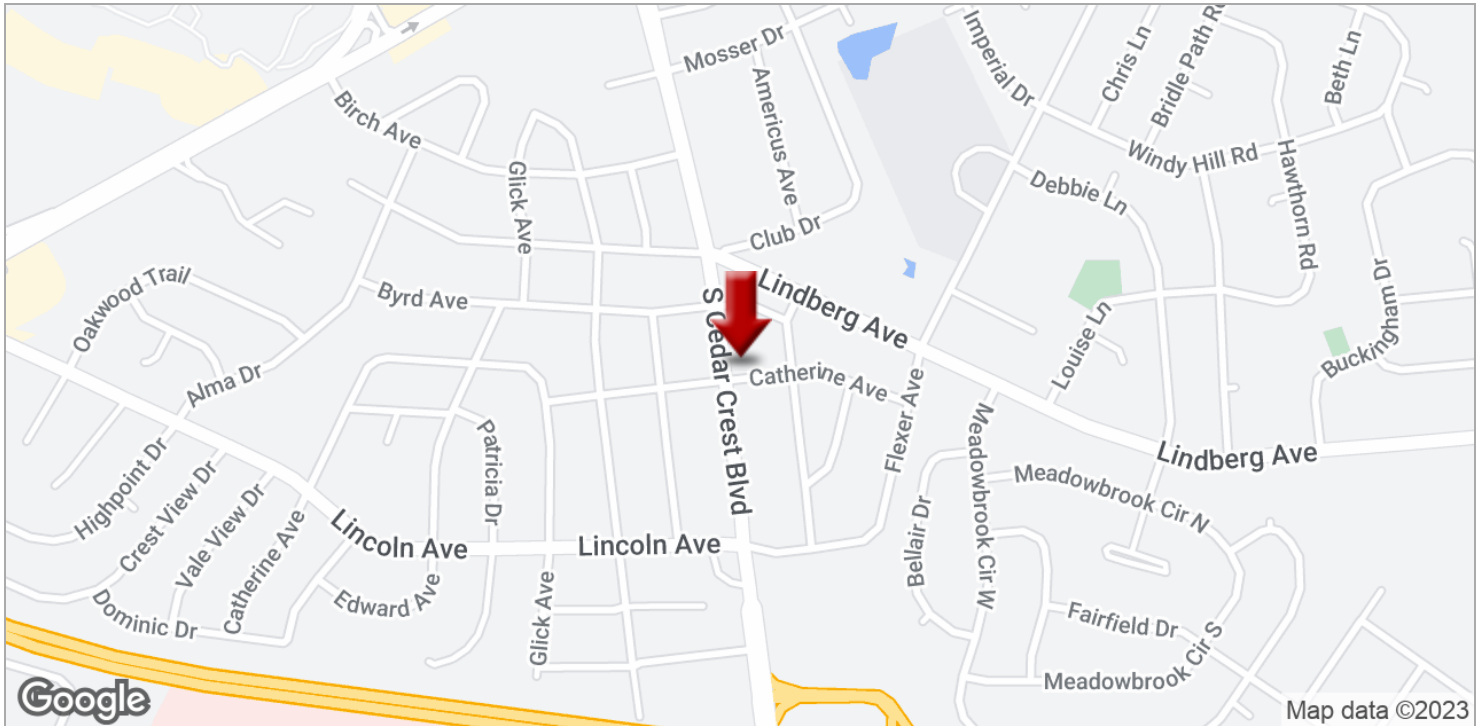 Mosser Dr
Imperial Dr
Chris Ln
Bridle Path Rd
Beth Ln
Birch Ave
Americus Ave
Windy Hill Rd
Hawthorn Rd
Glick Ave
Debbie Ln
Club Dr
Oakwood Trail
Byrd Ave
S Cedar Crest Blvd
Lindberg Ave
Louise Ln
Buckingham Dr
Alma Dr
Catherine Ave
Flexer Ave
Meadowbrook Cir W
Lindberg Ave
Highpoint Dr
Crest View Dr
Vale View Dr
Catherine Ave
Patricia Dr
Meadowbrook Cir N
Lincoln Ave
Lincoln Ave
Bellair Dr
Edward Ave
Dominic Dr
Glick Ave
Fairfield Dr
Meadowbrook Cir S
Google
Map data ©2023